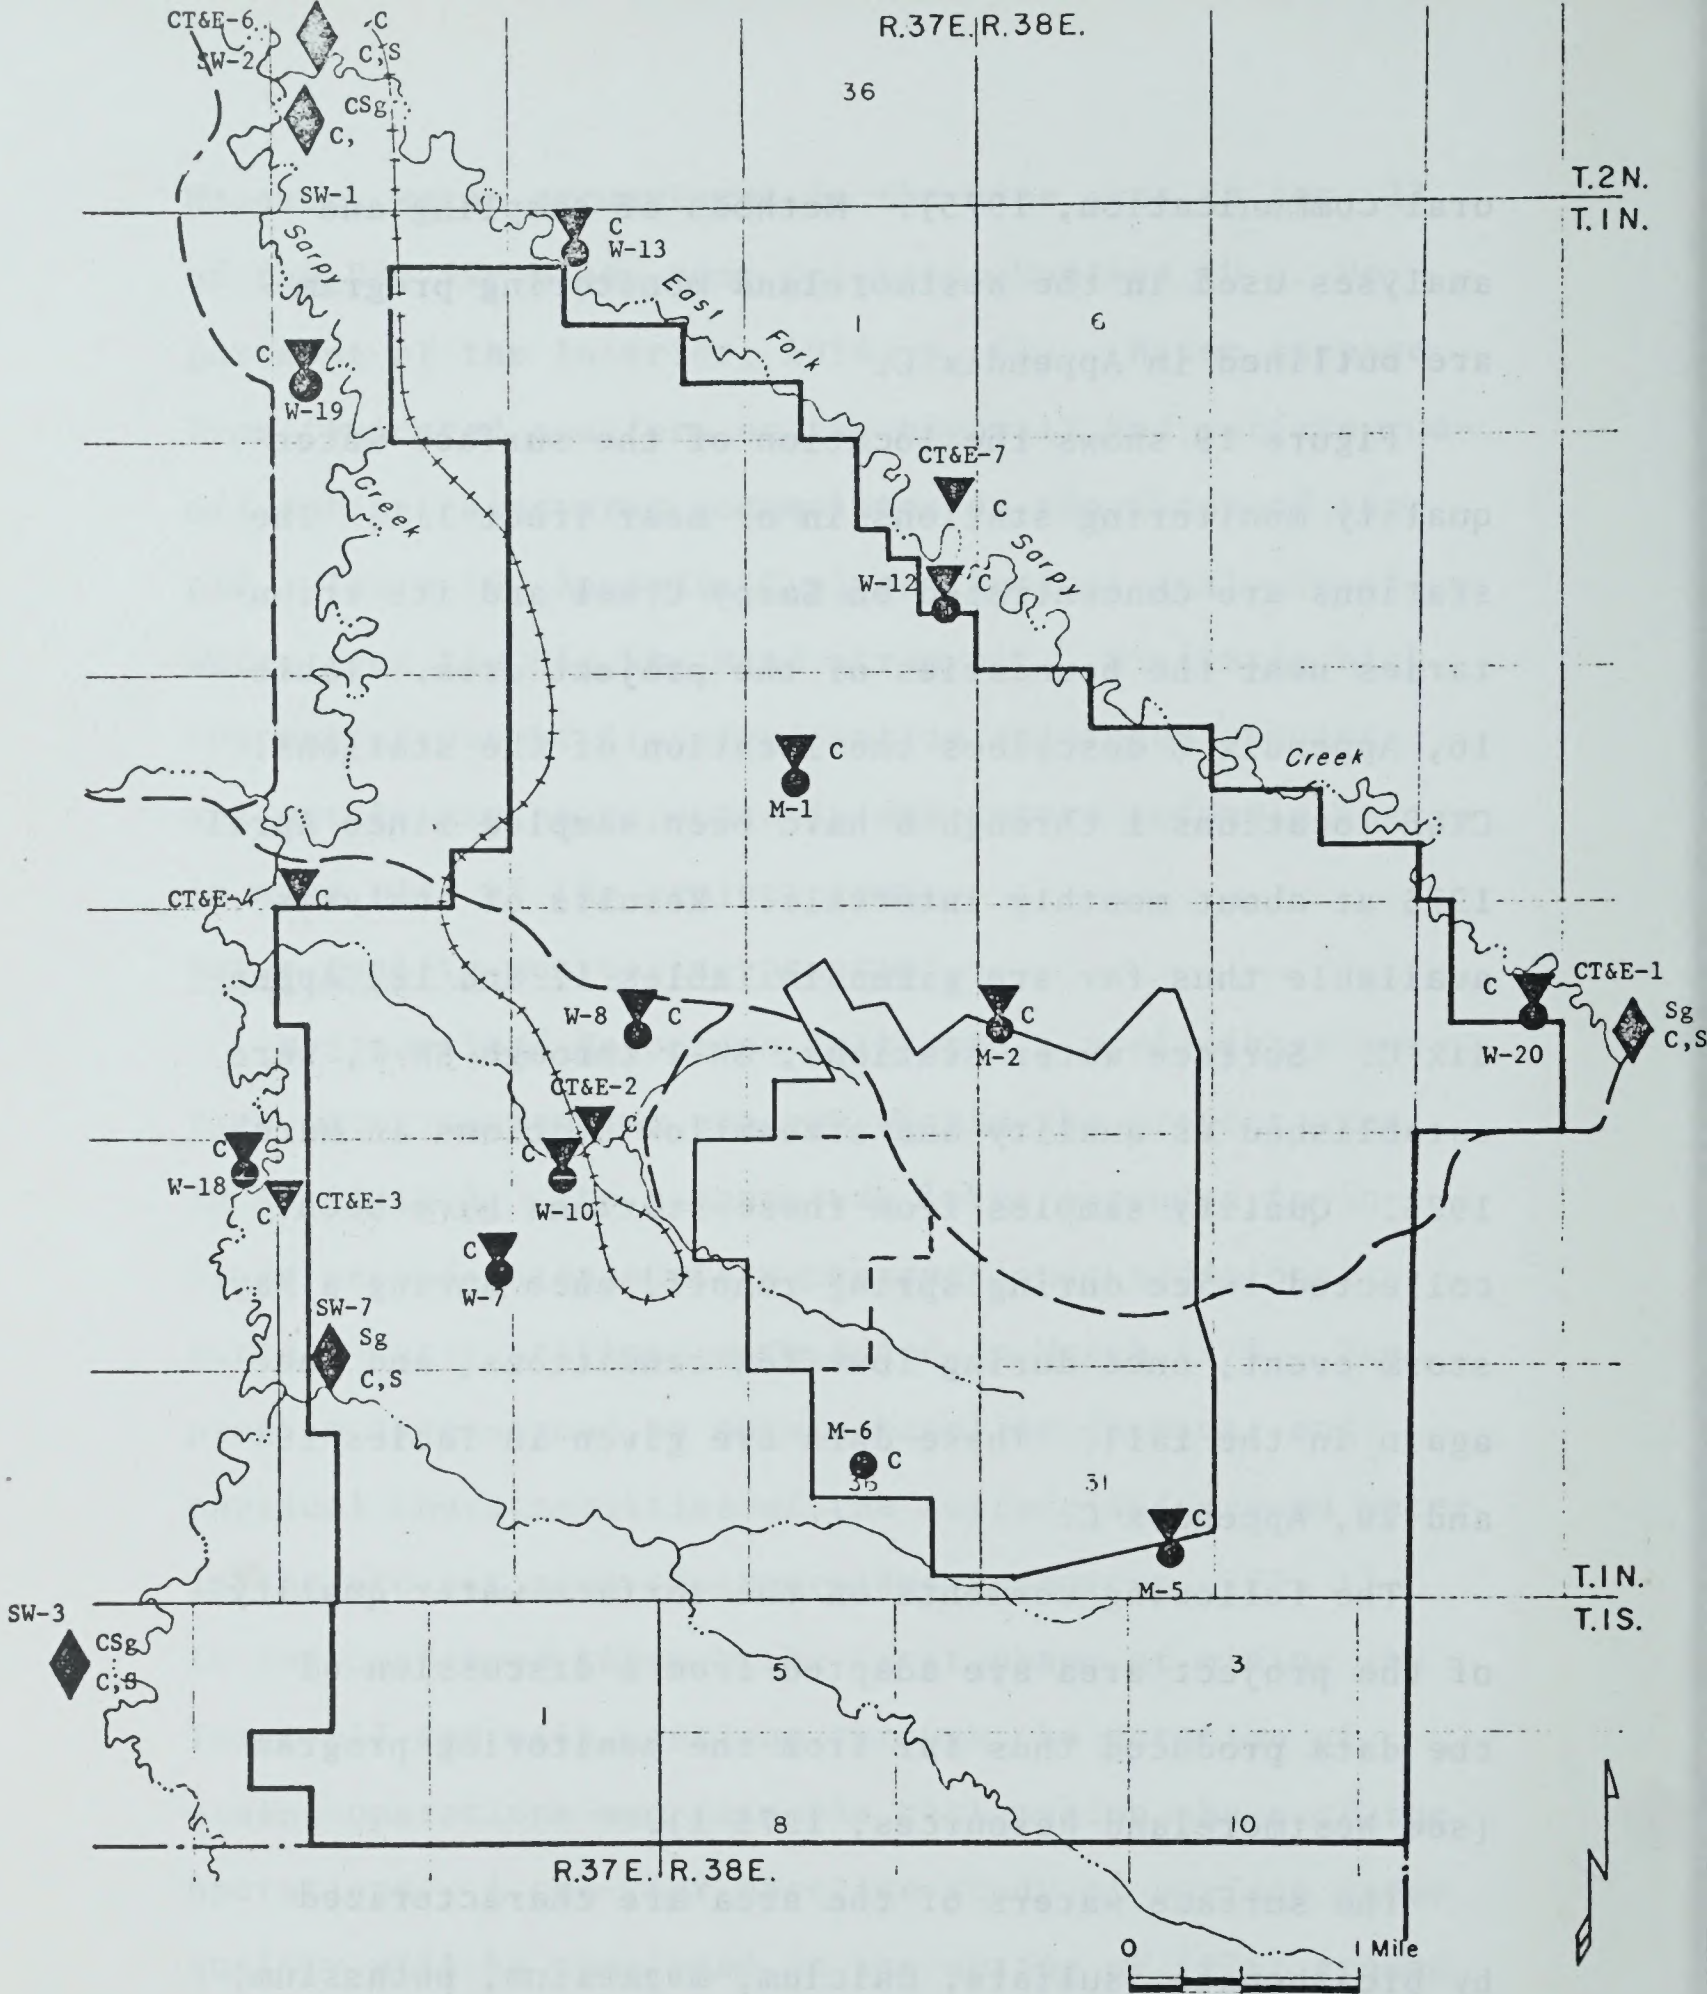 R.37E. R.38E.
CT&E-6
C
SW-2
C,S
36
CSg
C,
T.2N.
SW-1
T.1N.
Sarpy
C
W-13
East
1
6
Fork
C
W-19
CT&E-7
Creek
C
Sarpy
W-12
C
C
Creek
M-1
CT&E-4
C
CT&E-1
C
W-8
C
C
Sg
M-2
W-20
C,S
CT&E-2
C
C
C
W-18
CT&E-3
C
W-10
C
W-7
SW-7
Sg
C,S
M-6
C
31
C
M-5
T.1N.
SW-3
T.1S.
CSg
C,S
5
3
1
8
10
R.37E. R.38E.
0
1 Mile